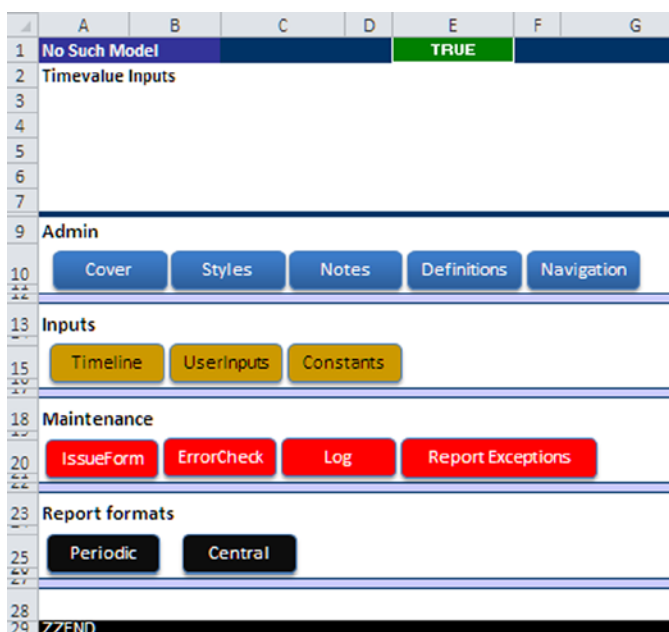 A B C D E F G
1 No Such Model TRUE
2 Timevalue Inputs
3
4
5
6
7
9 Admin
10 Cover Styles Notes Definitions Navigation
13 Inputs
15 Timeline UserInputs Constants
18 Maintenance
20 IssueForm ErrorCheck Log Report Exceptions
23 Report formats
25 Periodic Central
28
29 ZZEND